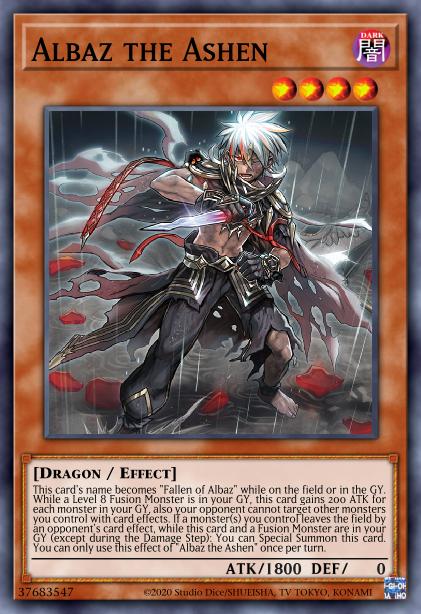 Albaz the Ashen
DARK
闇
[Dragon / Effect]
This card's name becomes "Fallen of Albaz" while on the field or in the GY.
While a Level 8 Fusion Monster is in your GY, this card gains 200 ATK for
each monster in your GY, also your opponent cannot target other monsters
you control with card effects. If a monster(s) you control leaves the field by
an opponent's card effect, while this card and a Fusion Monster are in your
GY (except during the Damage Step): You can Special Summon this card.
You can only use this effect of "Albaz the Ashen" once per turn.
ATK/1800 DEF/ 0
37683547
©2020 Studio Dice/SHUEISHA, TV TOKYO, KONAMI